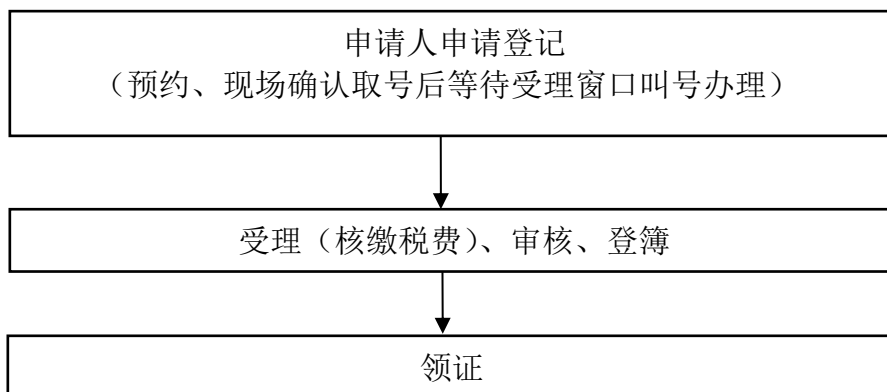 申请人申请登记
（预约、现场确认取号后等待受理窗口叫号办理）
受理（核缴税费）、审核、登簿
领证